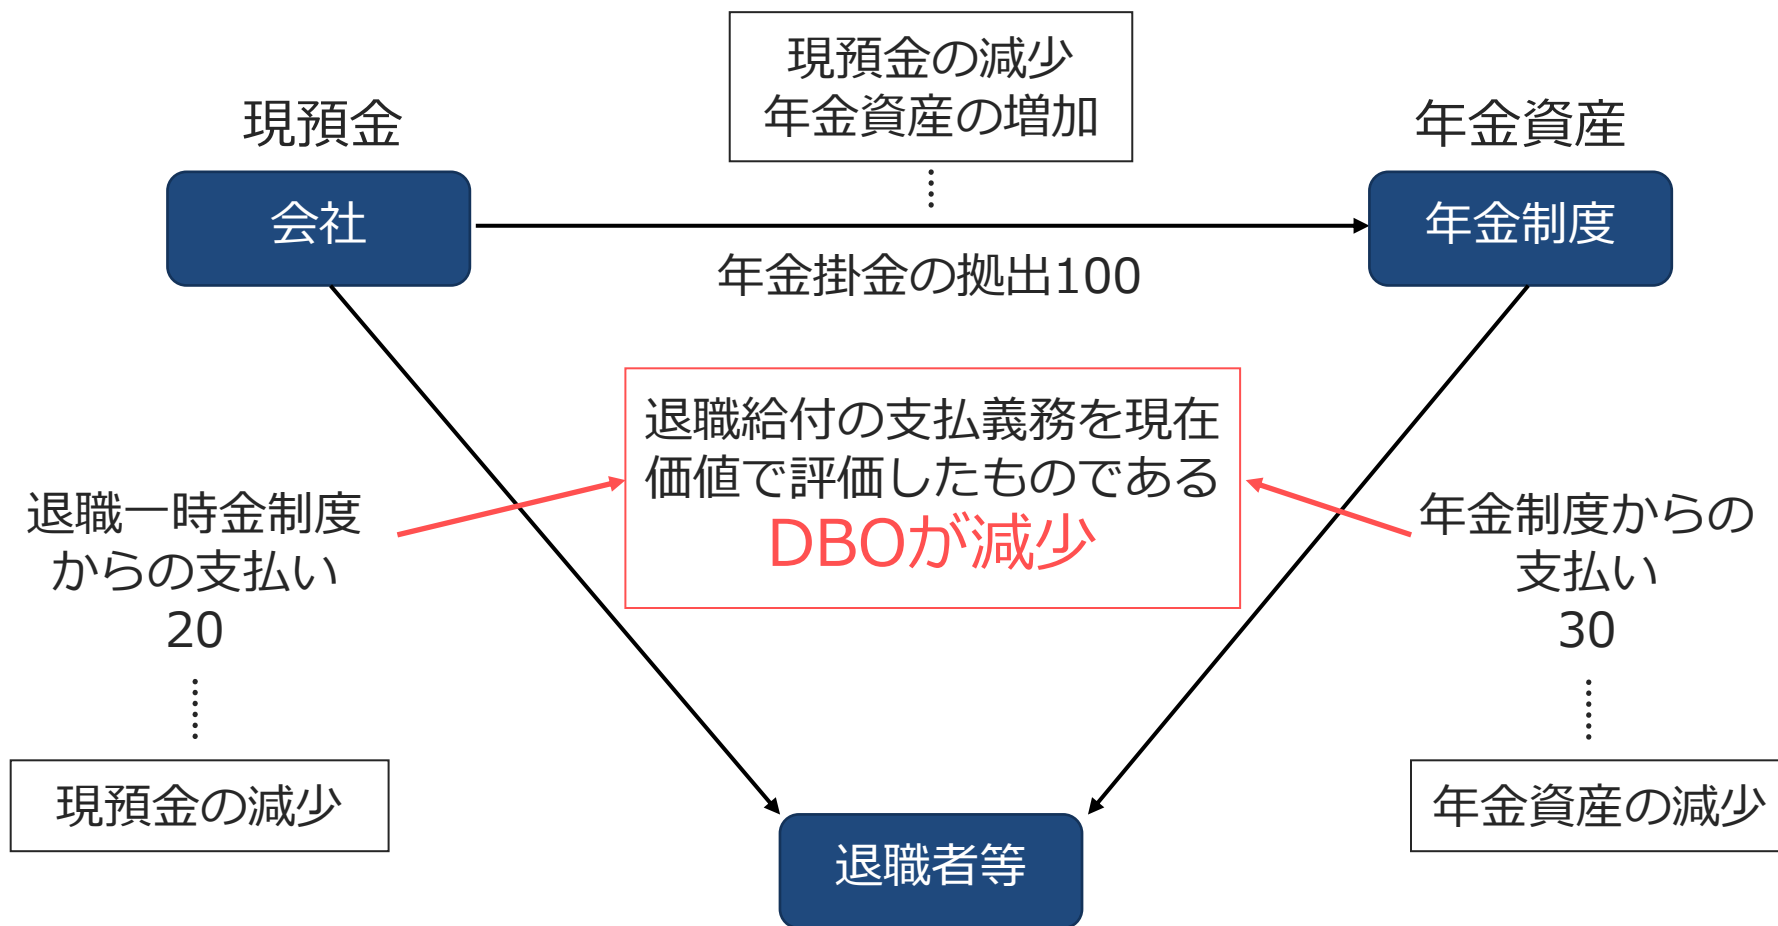 現預金の減少
年金資産の増加
現預金
年金資産
会社
年金制度
年金掛金の拠出100
退職給付の支払義務を現在
価値で評価したものである
DBOが減少
退職一時金制度
からの支払い
20
年金制度からの
支払い
30
現預金の減少
年金資産の減少
退職者等